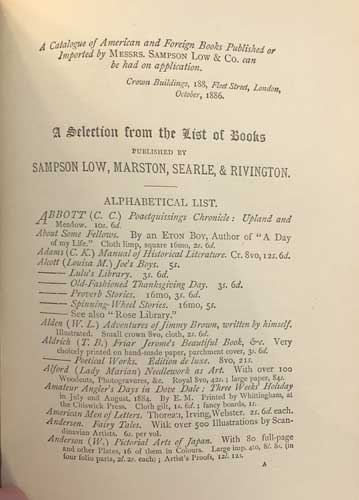 A Catalogue of American and Foreign Books Published or
Imported by MESSRS. SAMPSON LOW & CO. can
be had on application.
Crown Buildings, 188, Fleet Street, London,
October, 1886.
A Selection from the List of Books
PUBLISHED BY
SAMPSON LOW, MARSTON, SEARLE, & RIVINGTON.
ALPHABETICAL LIST.
ABBOTT (C. C.) Poaetquissings Chronicle: Upland and
Meadow. 10s. 6d.
About Some Fellows. By an ETON BOY, Author of "A Day
of my Life." Cloth limp, square 16mo, 2s. 6d.
Adams (C. K.) Manual of Historical Literature. Cr. 8vo, 12s. 6d.
Alcott (Louisa M.) Joe's Boys. 5s.
——— Lulu's Library. 3s. 6d.
——— Old-Fashioned Thanksgiving Day. 3s. 6d.
——— Proverb Stories. 16mo, 3s. 6d.
——— Spinning-Wheel Stories. 16mo, 5s.
——— See also "Rose Library."
Alden (W. L.) Adventures of Jimmy Brown, written by himself.
Illustrated. Small crown 8vo, cloth, 2s. 6d.
Aldrich (T. B.) Friar Jerome's Beautiful Book, &c. Very
choicely printed on hand-made paper, parchment cover, 3s. 6d.
——— Poetical Works. Edition de luxe. 8vo, 21s.
Alford (Lady Marian) Needlework as Art. With over 100
Woodcuts, Photogravures, &c. Royal 8vo, 42s.; large paper, 84s.
Amateur Angler's Days in Dove Dale: Three Weeks' Holiday
in July and August, 1884. By E. M. Printed by Whittingham, at
the Chiswick Press. Cloth gilt, 1s. 6d.; fancy boards, 1s.
American Men of Letters. Thoreau, Irving, Webster. 2s. 6d. each.
Andersen. Fairy Tales. With over 500 Illustrations by Scan-
dinavian Artists. 6s. per vol.
Anderson (W.) Pictorial Arts of Japan. With 80 full-page
and other Plates, 16 of them in Colours. Large imp. 4to, 8l. 8s. (in
four folio parts, 2l. 2s. each); Artist's Proofs, 12l. 12s.
A